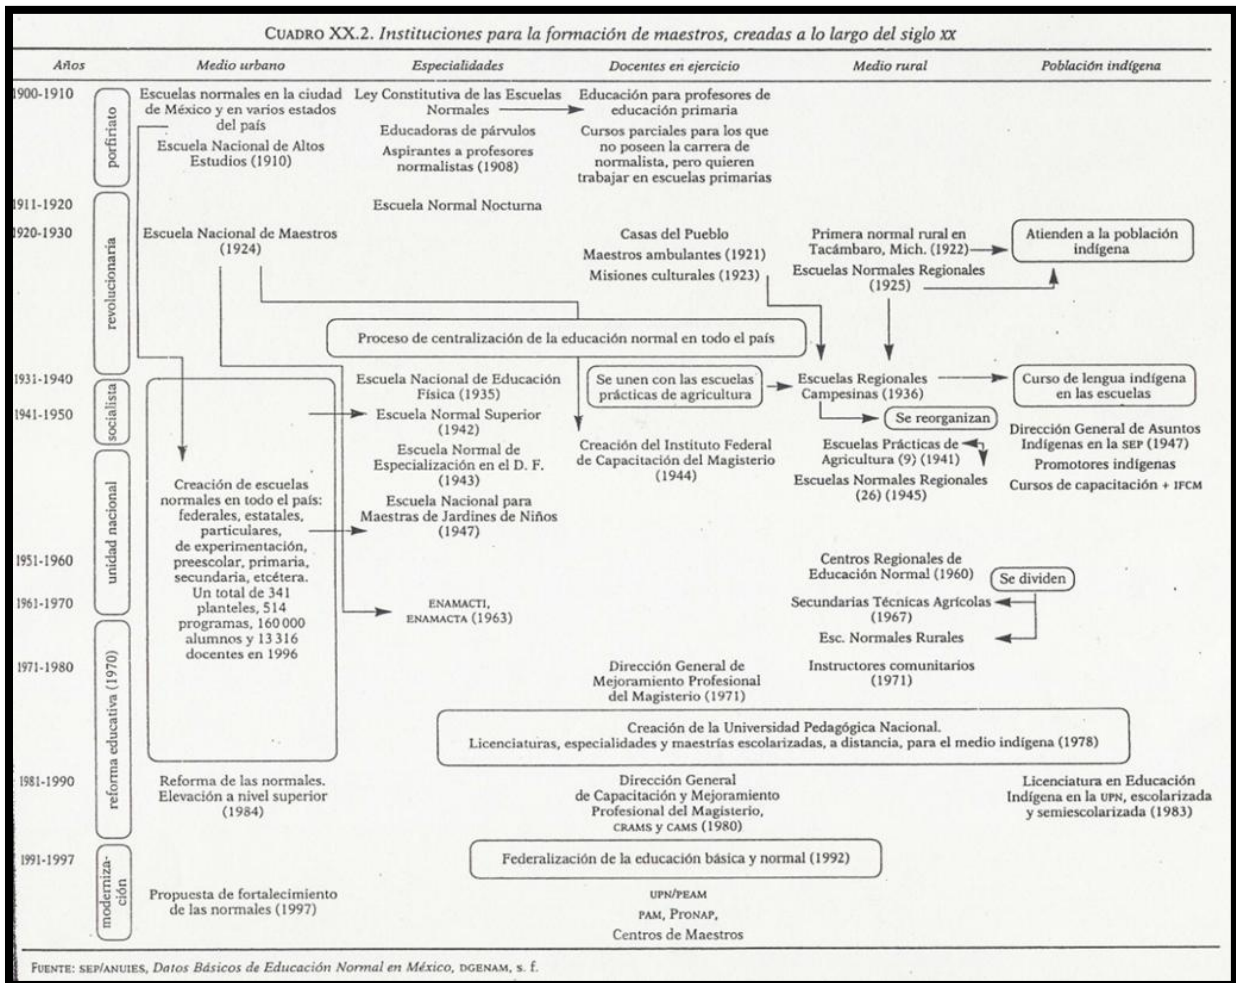 CUADRO XX.2. Instituciones para la formación de maestros, creadas a lo largo del siglo XX
Años
Medio urbano
Especialidades
Docentes en ejercicio
Medio rural
Población indígena
1900-1910
porfiriato
Escuelas normales en la ciudad
de México y en varios estados
del país
Escuela Nacional de Altos
Estudios (1910)
Ley Constitutiva de las Escuelas
Normales
Educadoras de párvulos
Aspirantes a profesores
normalistas (1908)
Educación para profesores de
educación primaria
Cursos parciales para los que
no poseen la carrera de
normalista, pero quieren
trabajar en escuelas primarias
1911-1920
revolucionaria
Escuela Normal Nocturna
1920-1930
Escuela Nacional de Maestros
(1924)
Casas del Pueblo
Maestros ambulantes (1921)
Misiones culturales (1923)
Primera normal rural en
Tacámbaro, Mich. (1922)
Escuelas Normales Regionales
(1925)
Atienden a la población
indígena
Proceso de centralización de la educación normal en todo el país
1931-1940
socialista
Escuela Nacional de Educación
Física (1935)
Se unen con las escuelas
prácticas de agricultura
Escuelas Regionales
Campesinas (1936)
Curso de lengua indígena
en las escuelas
1941-1950
Escuela Normal Superior
(1942)
Escuela Normal de
Especialización en el D. F.
(1943)
Escuela Nacional para
Maestras de Jardines de Niños
(1947)
Creación del Instituto Federal
de Capacitación del Magisterio
(1944)
Se reorganizan
Escuelas Prácticas de
Agricultura (9) (1941)
Escuelas Normales Regionales
(26) (1945)
Dirección General de Asuntos
Indígenas en la SEP (1947)
Promotores indígenas
Cursos de capacitación + IFCM
unidad nacional
Creación de escuelas
normales en todo el país:
federales, estatales,
particulares,
de experimentación,
preescolar, primaria,
secundaria, etcétera.
Un total de 341
planteles, 514
programas, 160 000
alumnos y 13 316
docentes en 1996
1951-1960
Centros Regionales de
Educación Normal (1960)
Se dividen
1961-1970
ENAMACTI,
ENAMACTA (1963)
Secundarias Técnicas Agrícolas
(1967)
Esc. Normales Rurales
reforma educativa (1970)
1971-1980
Dirección General de
Mejoramiento Profesional
del Magisterio (1971)
Instructores comunitarios
(1971)
Creación de la Universidad Pedagógica Nacional.
Licenciaturas, especialidades y maestrías escolarizadas, a distancia, para el medio indígena (1978)
1981-1990
Reforma de las normales.
Elevación a nivel superior
(1984)
Dirección General
de Capacitación y Mejoramiento
Profesional del Magisterio,
CRAMS y CAMS (1980)
Licenciatura en Educación
Indígena en la UPN, escolarizada
y semiescolarizada (1983)
1991-1997
moderniza-
ción
Federalización de la educación básica y normal (1992)
Propuesta de fortalecimiento
de las normales (1997)
UPN/PEAM
PAM, PRONAP,
Centros de Maestros
FUENTE: SEP/ANUIES, Datos Básicos de Educación Normal en México, DGENAM, s. f.